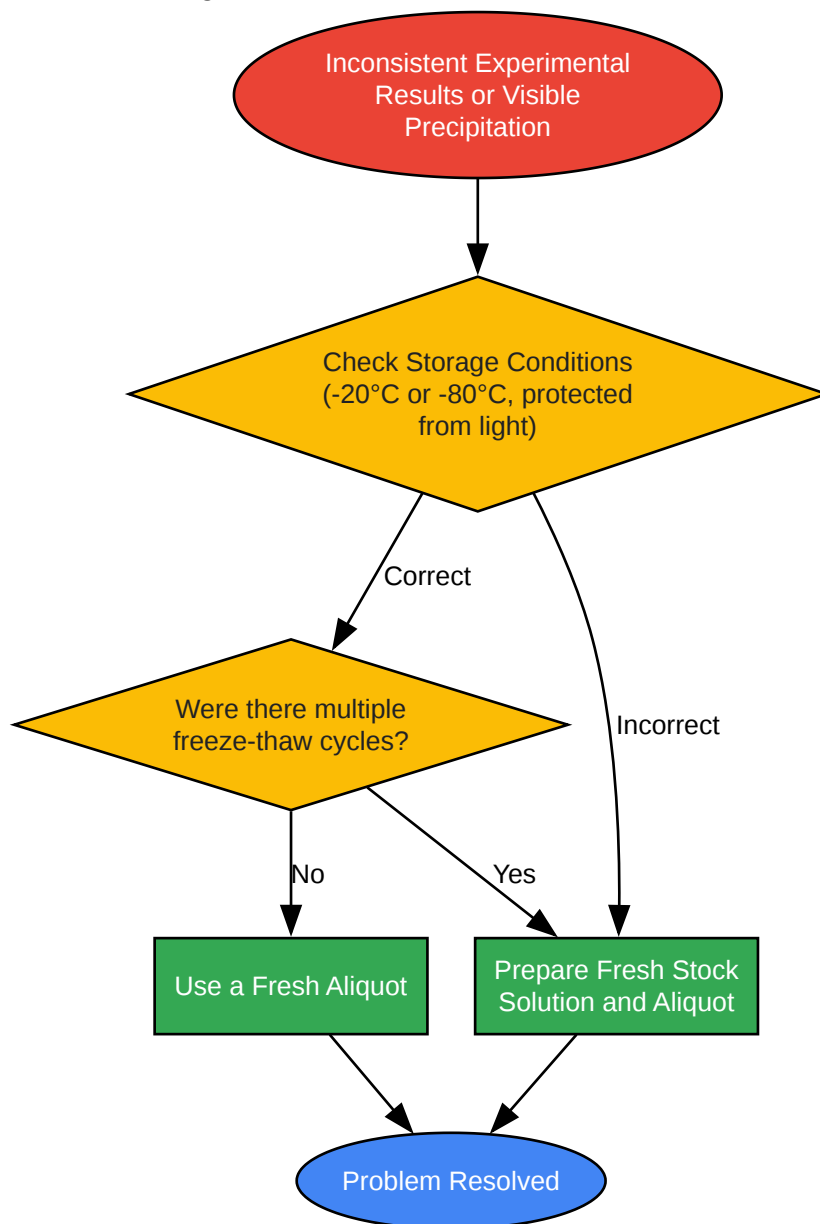 Inconsistent Experimental
Results or Visible
Precipitation
Check Storage Conditions
(-20°C or -80°C, protected
from light)
Correct
Incorrect
Were there multiple
freeze-thaw cycles?
No
Yes
Use a Fresh Aliquot
Prepare Fresh Stock
Solution and Aliquot
Problem Resolved